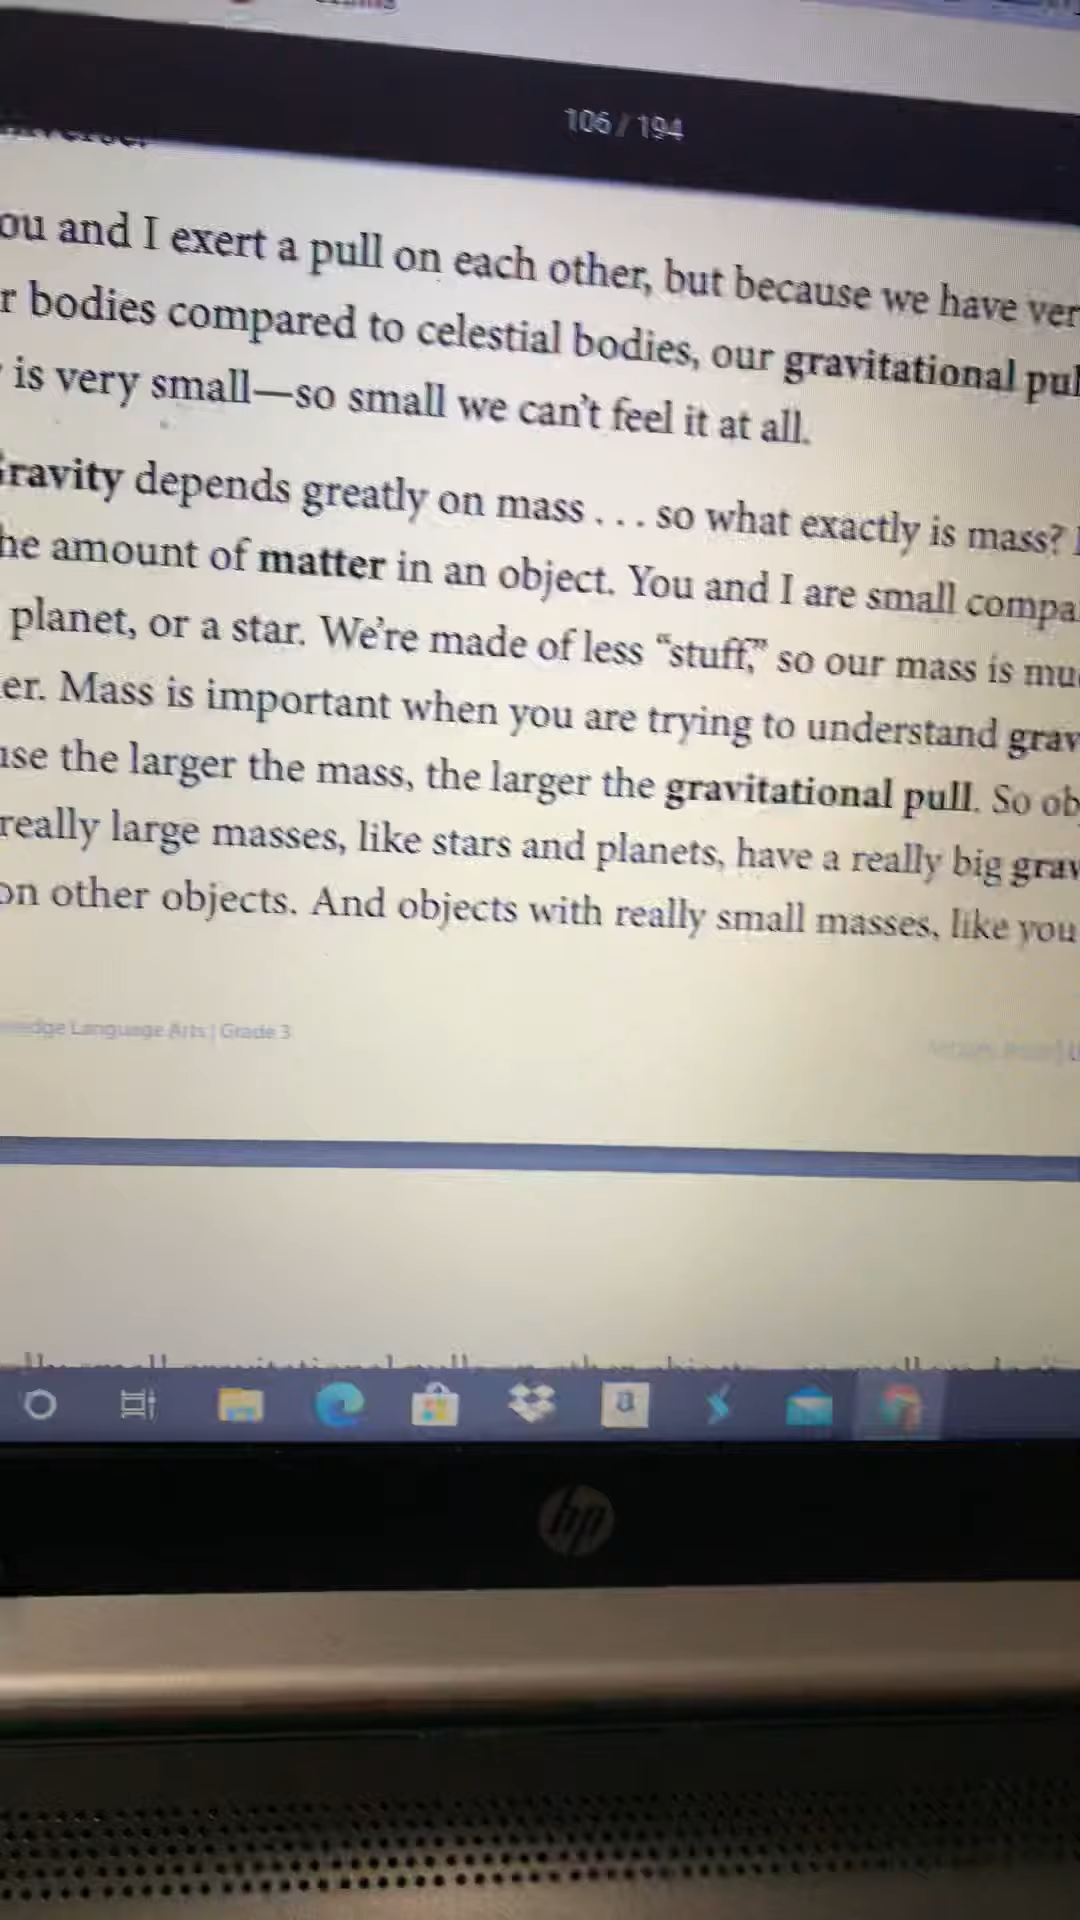 106 / 194
ou and I exert a pull on each other, but because we have ver
r bodies compared to celestial bodies, our gravitational pul
is very small—so small we can't feel it at all.
Gravity depends greatly on mass . . . so what exactly is mass? I
he amount of matter in an object. You and I are small compa
planet, or a star. We're made of less “stuff,” so our mass is mu
er. Mass is important when you are trying to understand grav
use the larger the mass, the larger the gravitational pull. So ob
really large masses, like stars and planets, have a really big grav
on other objects. And objects with really small masses, like you
edge Language Arts | Grade 3
a
hp